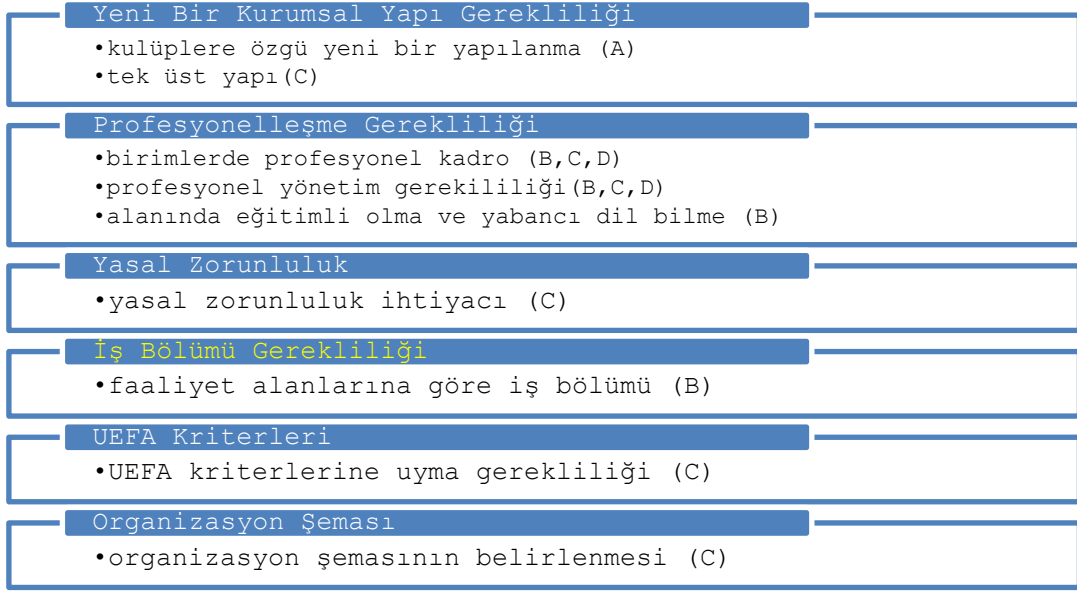 Yeni Bir Kurumsal Yapı Gerekliliği
•kulüplere özgü yeni bir yapılanma (A)
•tek üst yapı(C)
Profesyonelleşme Gerekliliği
•birimlerde profesyonel kadro (B,C,D)
•profesyonel yönetim gerekililiği(B,C,D)
•alanında eğitimli olma ve yabancı dil bilme (B)
Yasal Zorunluluk
•yasal zorunluluk ihtiyacı (C)
İş Bölümü Gerekliliği
•faaliyet alanlarına göre iş bölümü (B)
UEFA Kriterleri
•UEFA kriterlerine uyma gerekliliği (C)
Organizasyon Şeması
•organizasyon şemasının belirlenmesi (C)